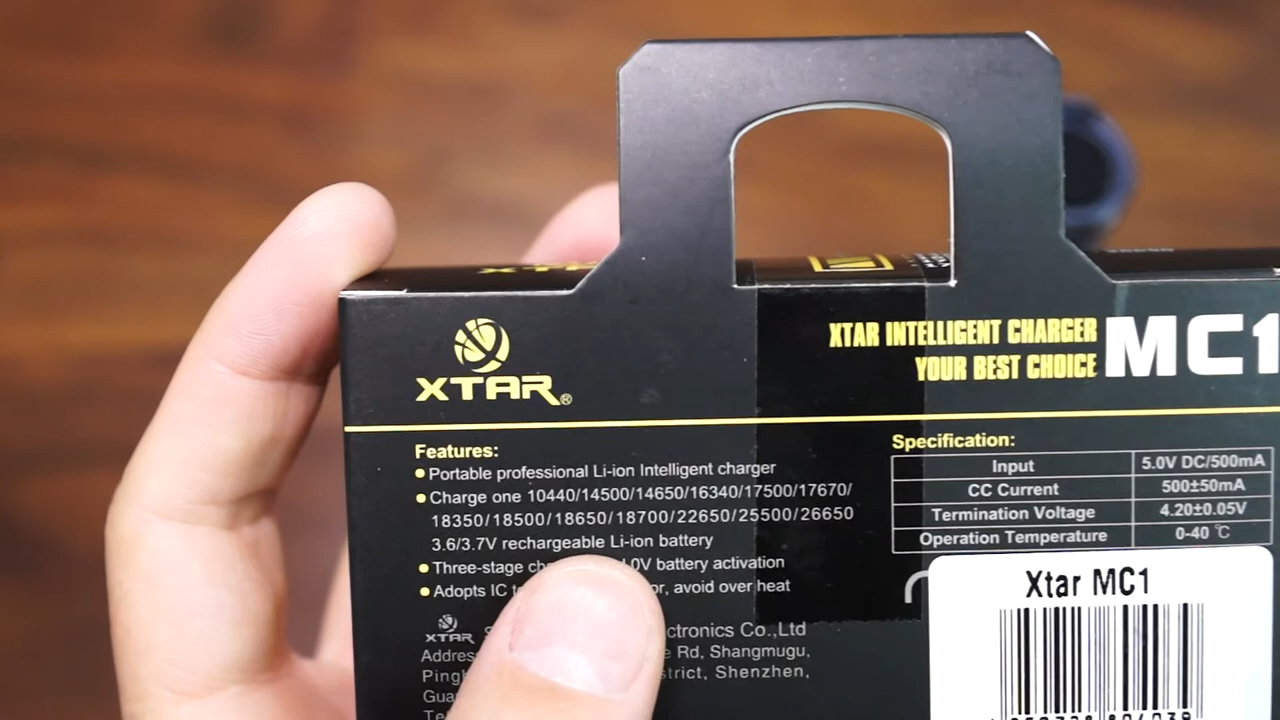 XTAR®
XTAR INTELLIGENT CHARGER
YOUR BEST CHOICE
MC1
Features:
Portable professional Li-ion Intelligent charger
Charge one 10440/14500/14650/16340/17500/17670/
18350/18500/18650/18700/22650/25500/26650
3.6/3.7V rechargeable Li-ion battery
Three-stage battery activation
Adopts IC avoid over heat
XTAR Co.,Ltd
Rd, Shangmugu,
Shenzhen,
Specification:
Input 5.0V DC/500mA
CC Current 500±50mA
Termination Voltage 4.20±0.05V
Operation Temperature 0-40 ℃
Xtar MC1